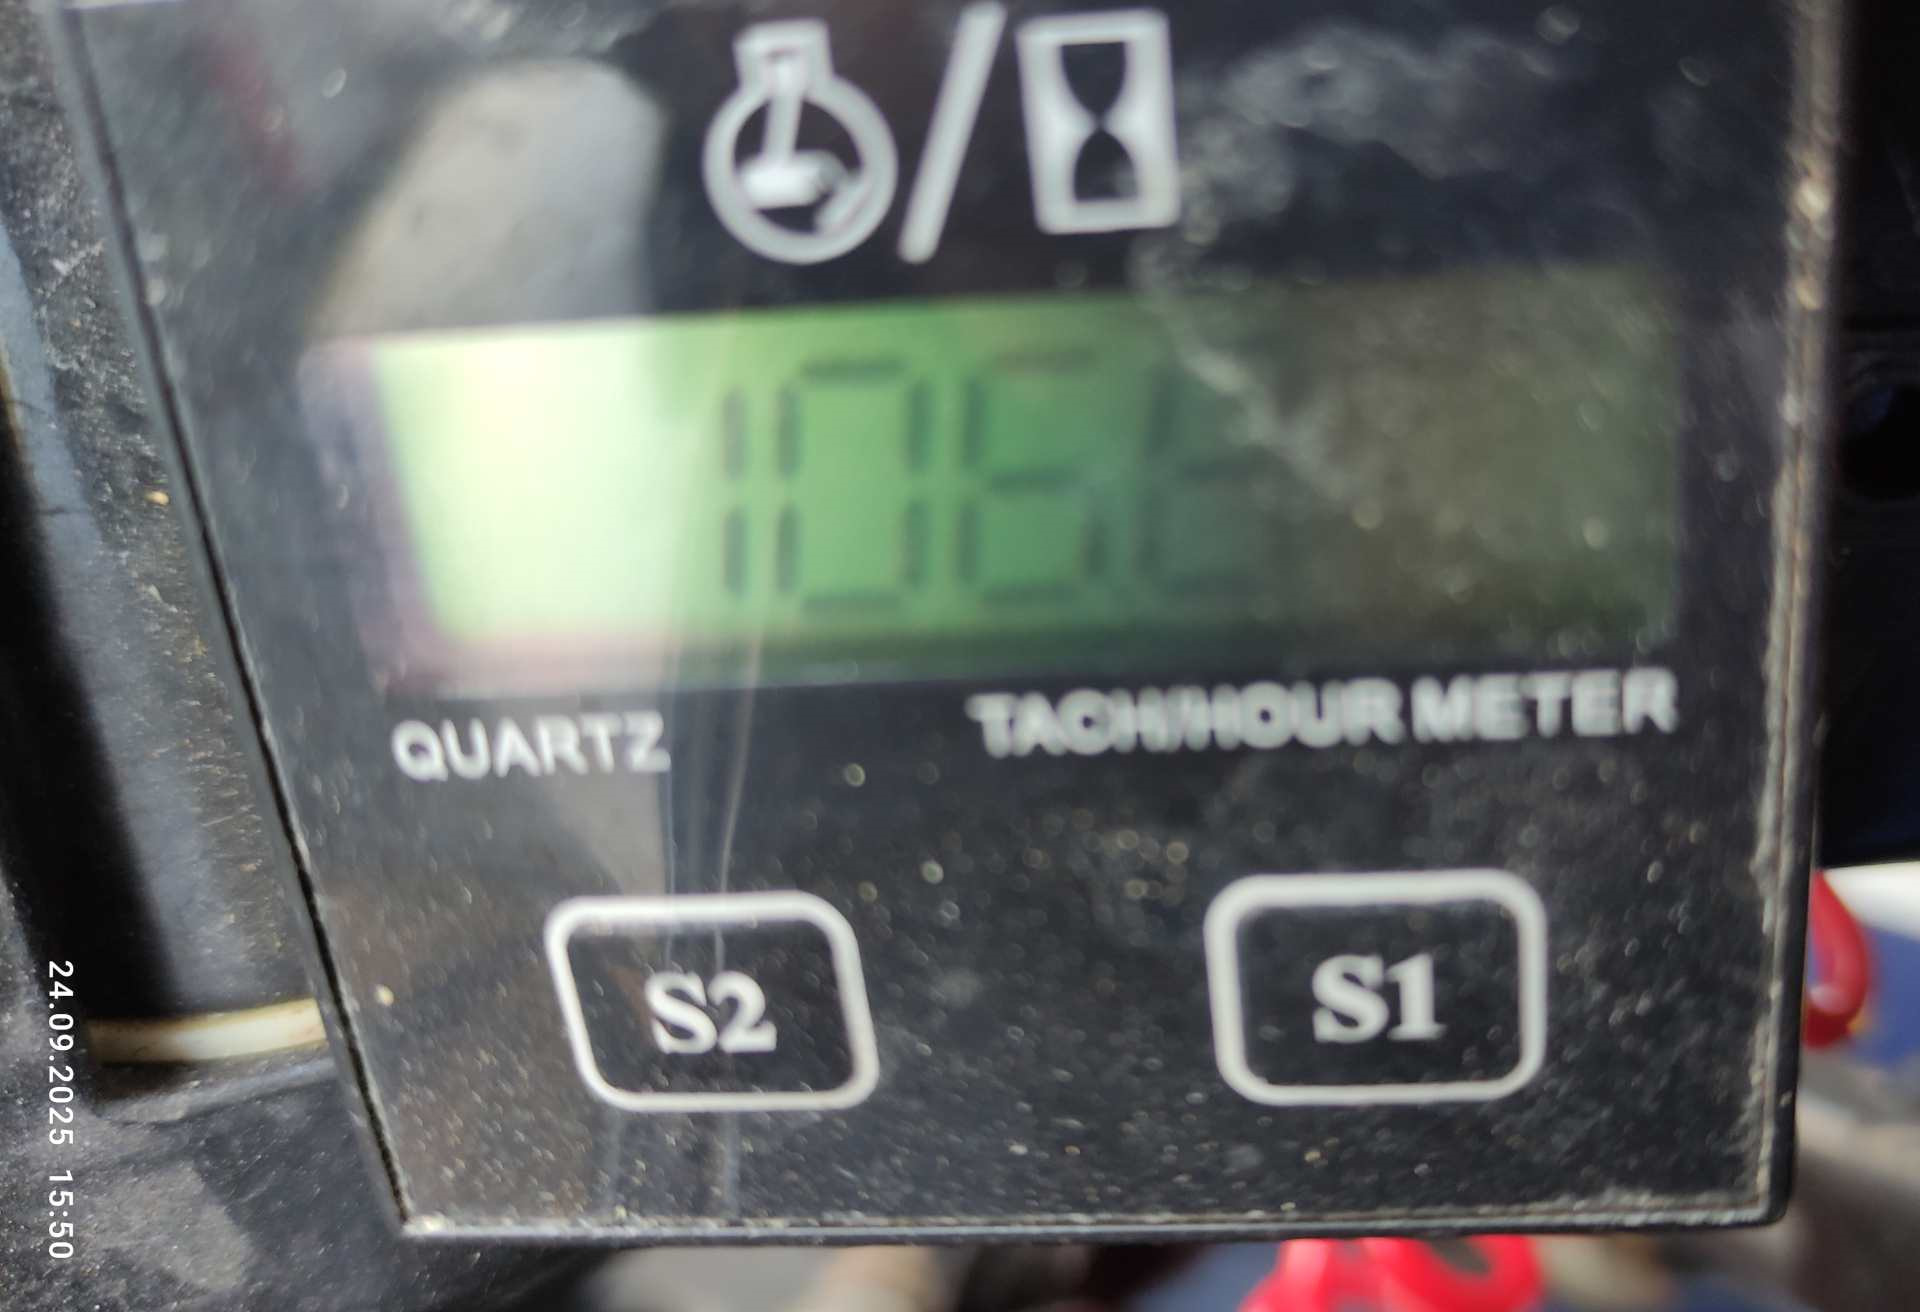 QUARTZ TACH/HOUR METER
S2 S1
24.09.2025 15:50